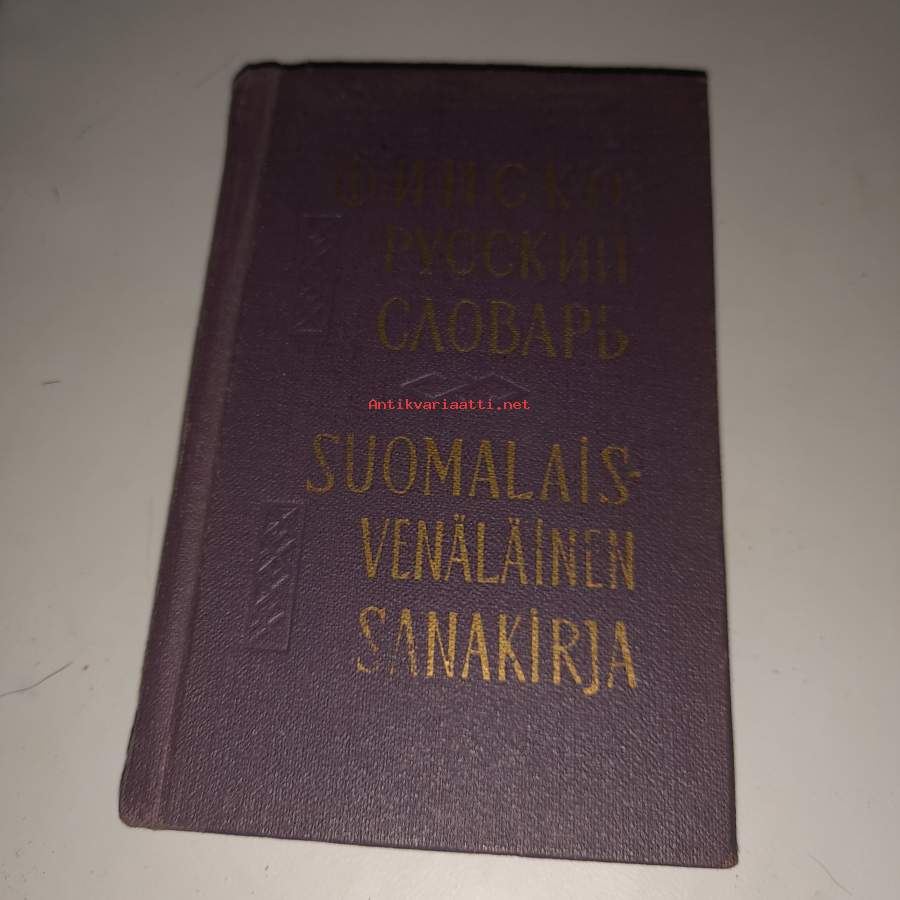 ФИНСКО
РУССКИЙ
СЛОВАРЬ
Antikvariaatti.net
SUOMALAIS-
VENÄLÄINEN
SANAKIRJA